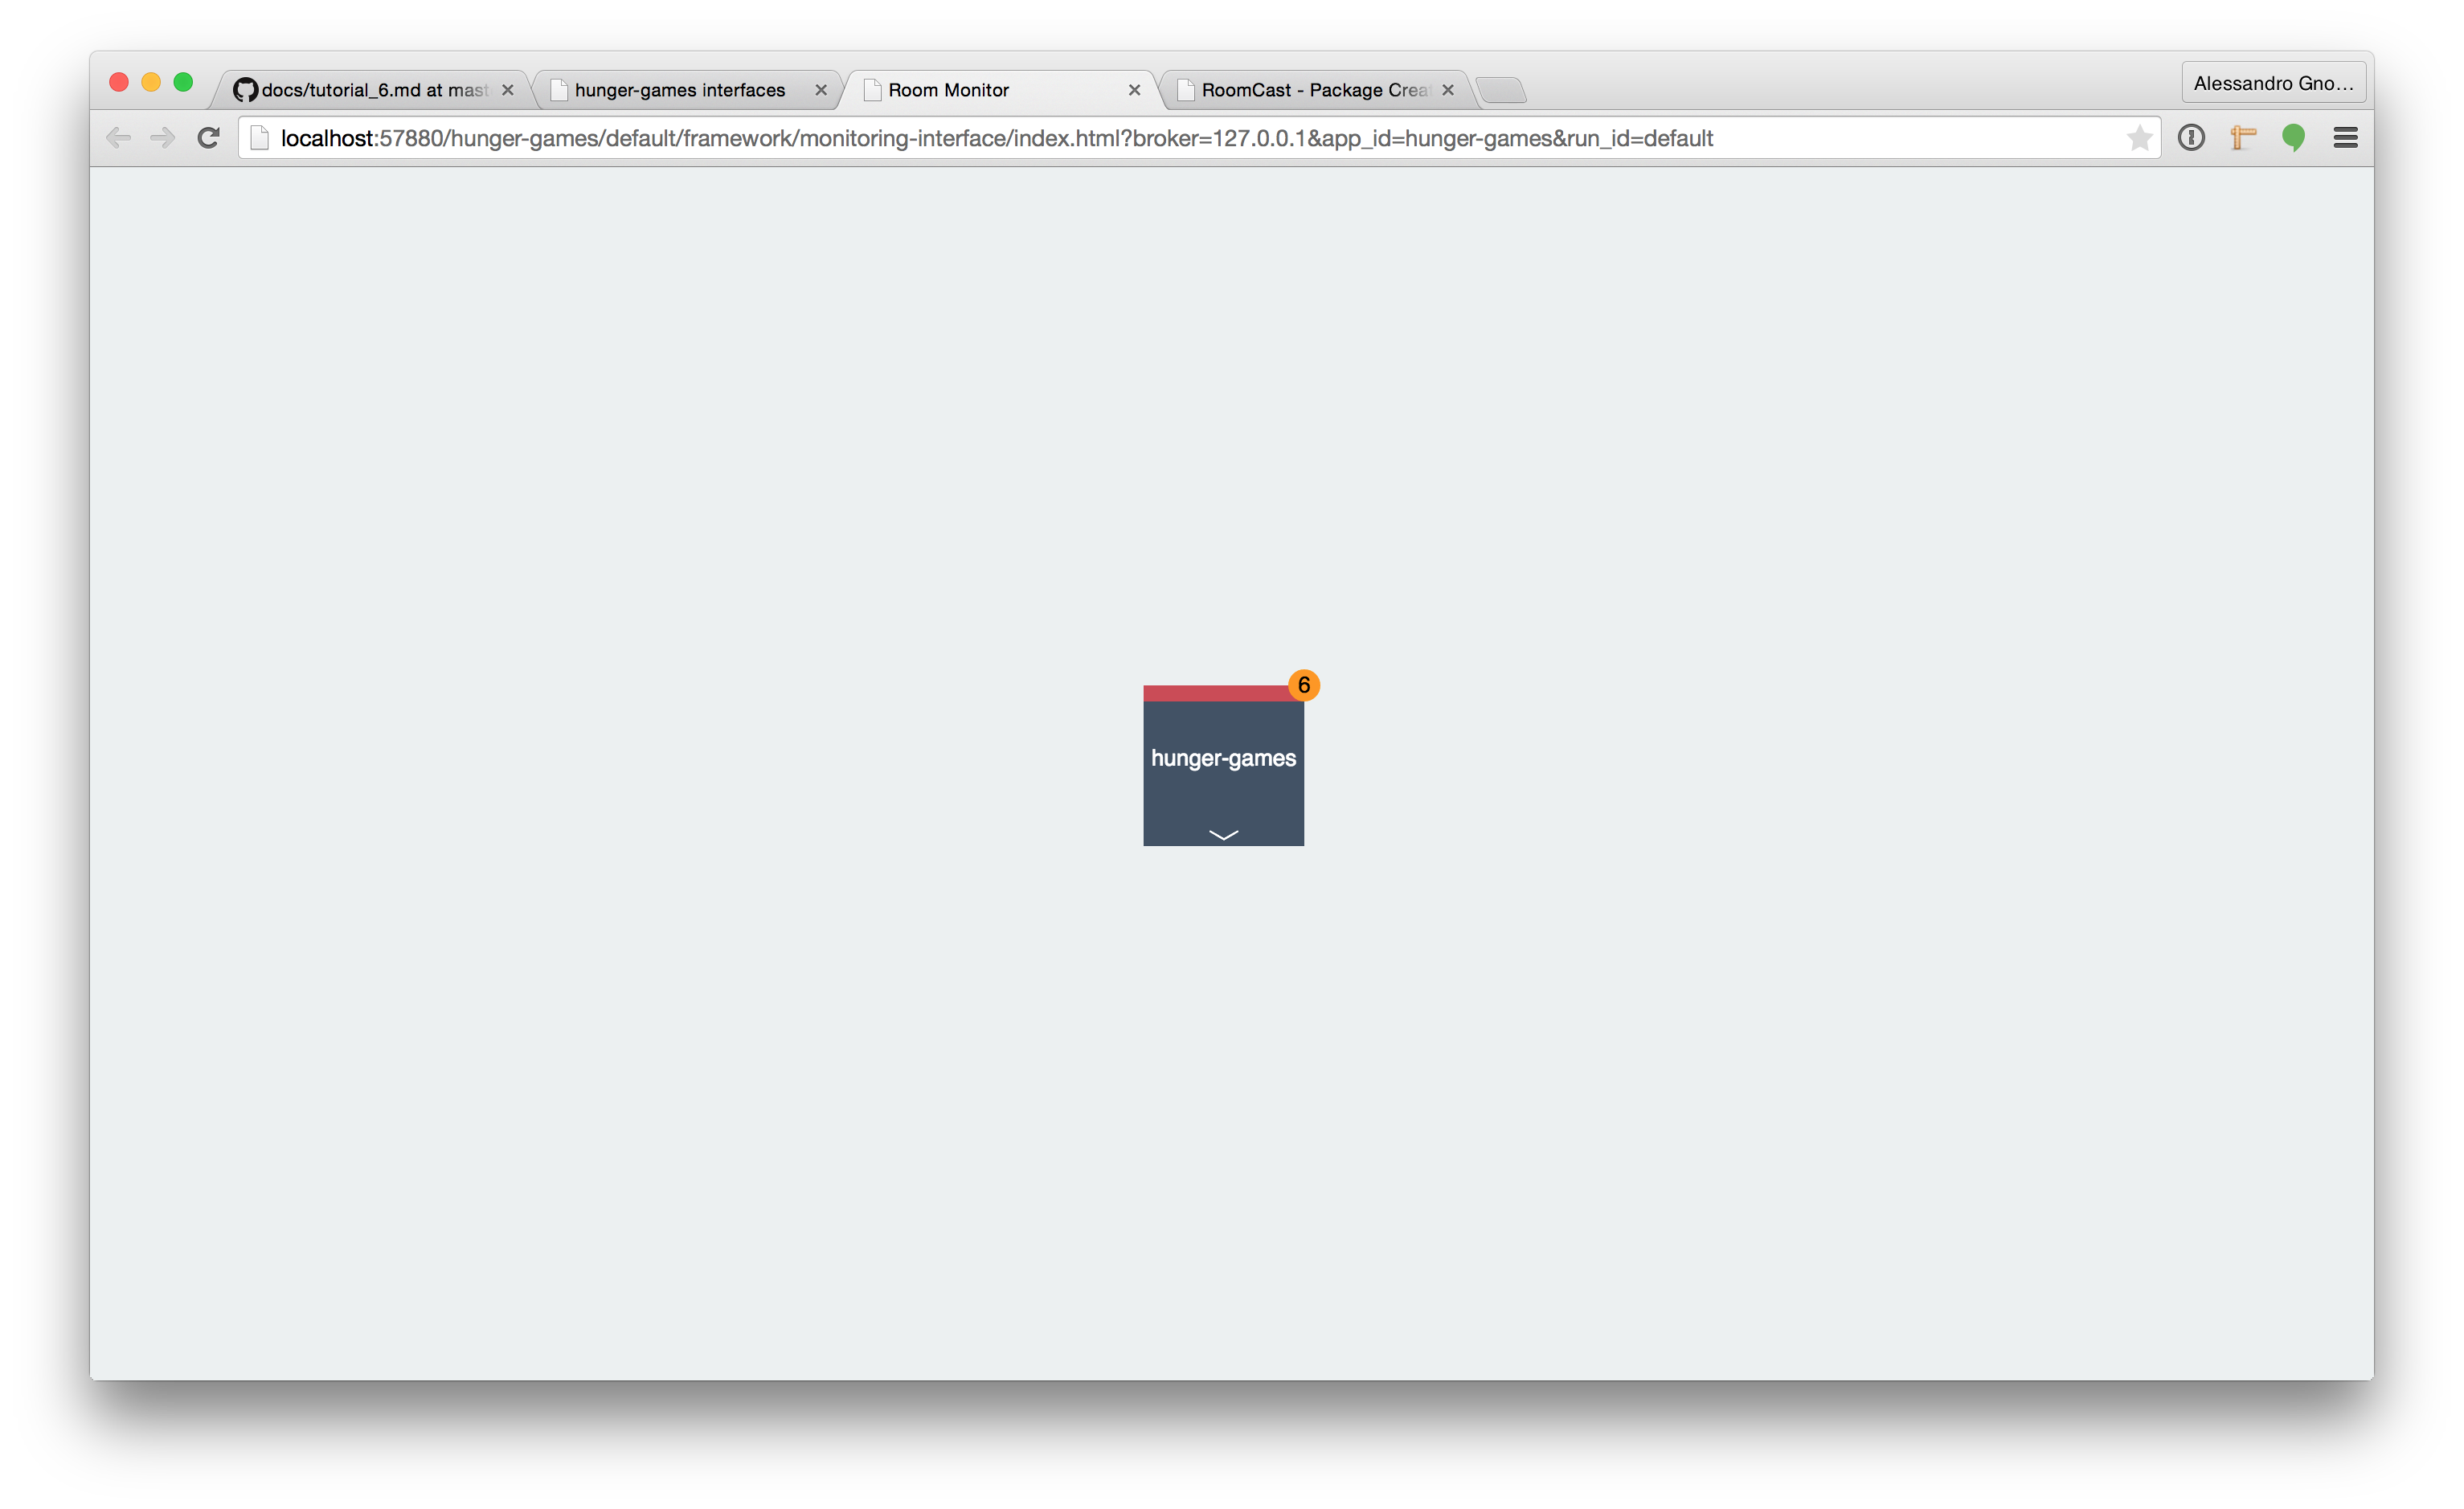 docs/tutorial_6.md at mast
hunger-games interfaces
Room Monitor
RoomCast - Package Crea
Alessandro Gno...
localhost:57880/hunger-games/default/framework/monitoring-interface/index.html?broker=127.0.0.1&app_id=hunger-games&run_id=default
6
hunger-games